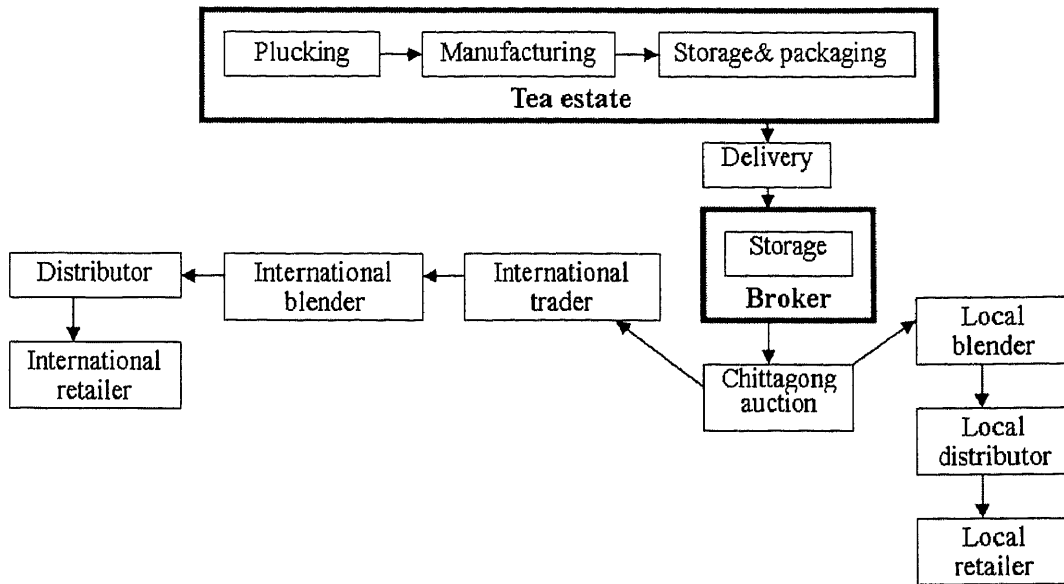 Plucking
Manufacturing
Storage& packaging
Tea estate
Delivery
Storage
Broker
Distributor
International
blender
International
trader
International
retailer
Chittagong
auction
Local
blender
Local
distributor
Local
retailer